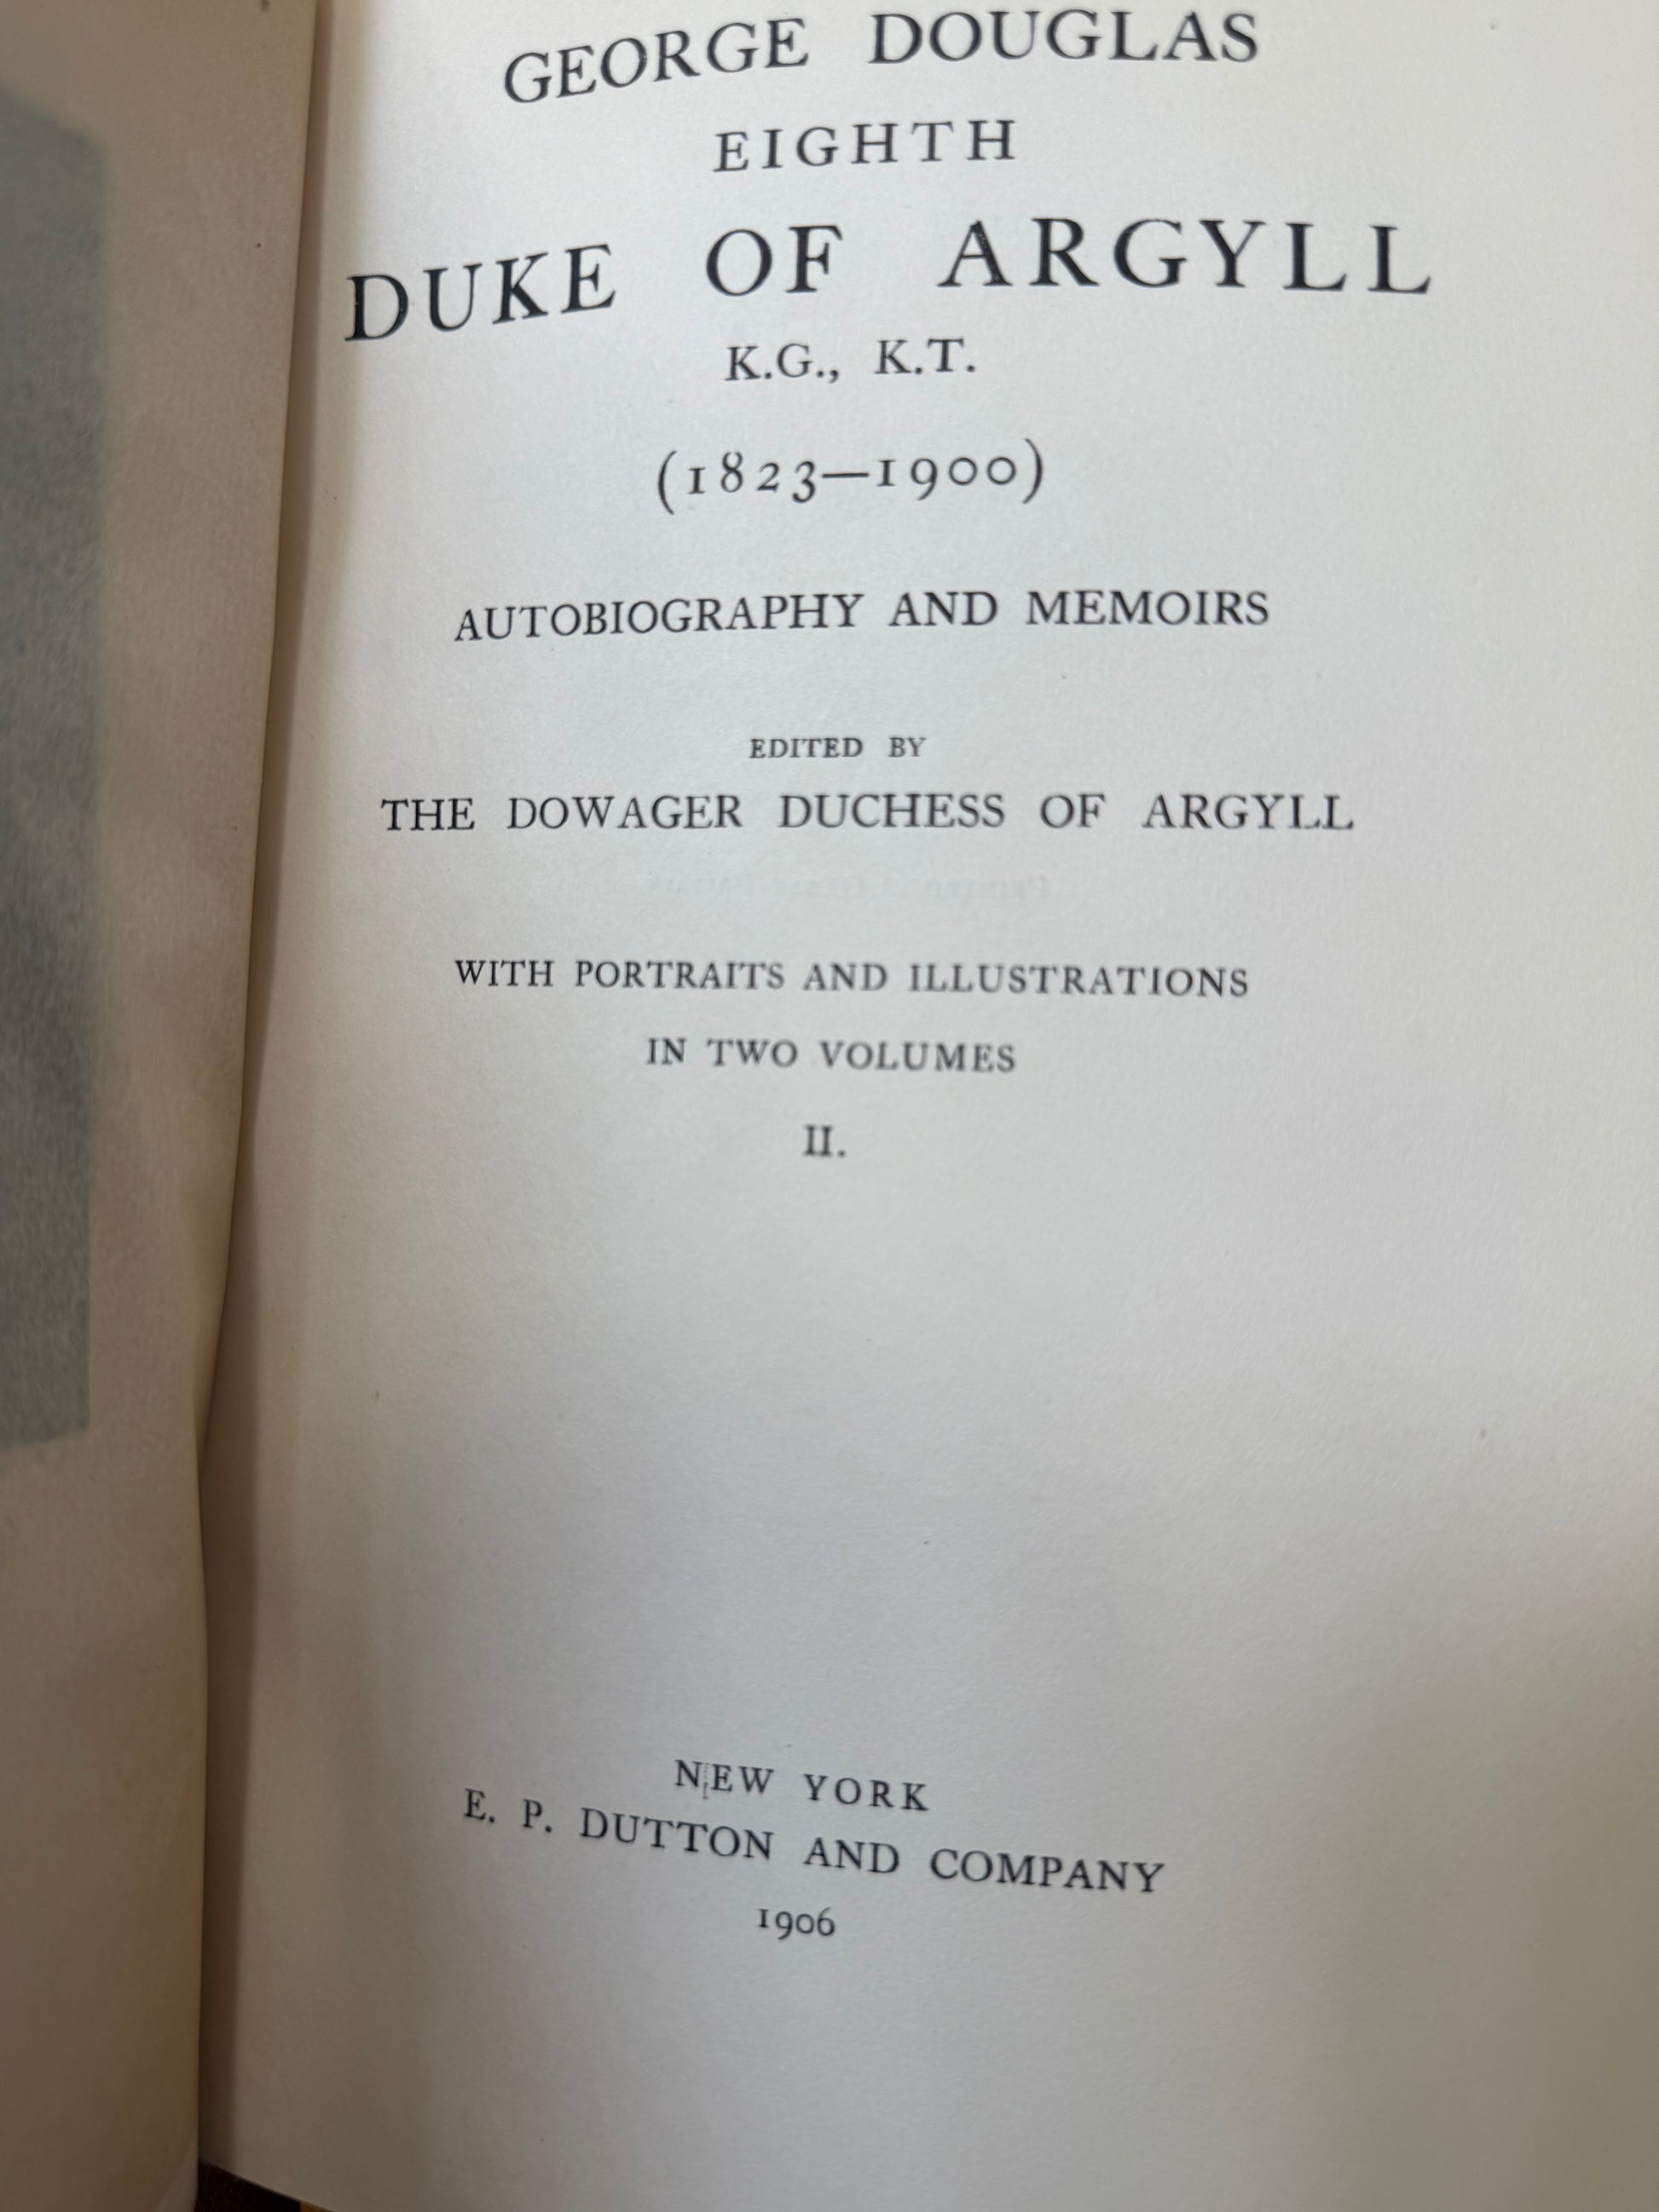 GEORGE DOUGLAS
EIGHTH
DUKE OF ARGYLL
K.G., K.T.
(1823—1900)
AUTOBIOGRAPHY AND MEMOIRS
EDITED BY
THE DOWAGER DUCHESS OF ARGYLL
WITH PORTRAITS AND ILLUSTRATIONS
IN TWO VOLUMES
II.
NEW YORK
E. P. DUTTON AND COMPANY
1906